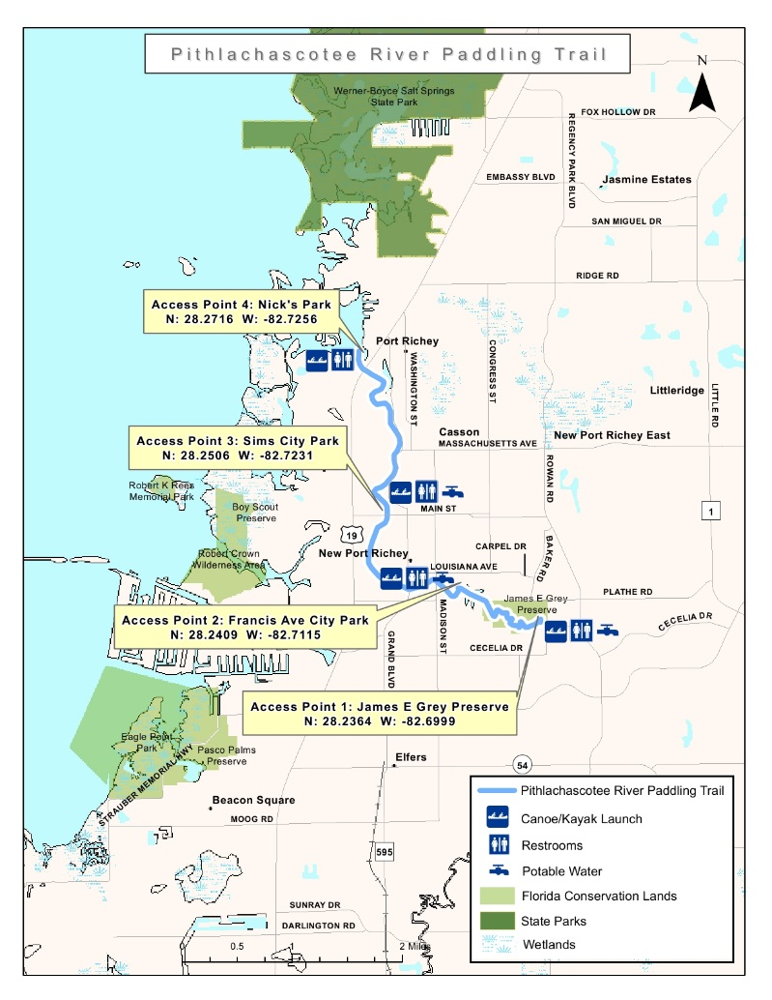 Pithlachascotee River Paddling Trail
N
Werner-Boyce Salt Springs
State Park
FOX HOLLOW DR
REGENCY PARK BLVD
EMBASSY BLVD
Jasmine Estates
SAN MIGUEL DR
RIDGE RD
Access Point 4: Nick's Park
N: 28.2716 W: -82.7256
Port Richey
WASHINGTON ST
CONGRESS ST
Littleridge
LITTLE RD
Casson
MASSACHUSETTS AVE
New Port Richey East
Access Point 3: Sims City Park
N: 28.2506 W: -82.7231
ROWAN RD
Robert K Rees
Memorial Park
Boy Scout
Preserve
MAIN ST
1
19
Robert Crown
Wilderness Area
New Port Richey
CARPEL DR
BAKER RD
LOUISIANA AVE
PLATHE RD
James E Grey
Preserve
CECELIA DR
Access Point 2: Francis Ave City Park
N: 28.2409 W: -82.7115
MADISON ST
GRAND BLVD
CECELIA DR
Access Point 1: James E Grey Preserve
N: 28.2364 W: -82.6999
Eagle Point
Park
Pasco Palms
Preserve
STRAUBER MEMORIAL HWY
Elfers
54
Beacon Square
MOOG RD
595
SUNRAY DR
DARLINGTON RD
0.5
1
2 Miles
Pithlachascotee River Paddling Trail
Canoe/Kayak Launch
Restrooms
Potable Water
Florida Conservation Lands
State Parks
Wetlands